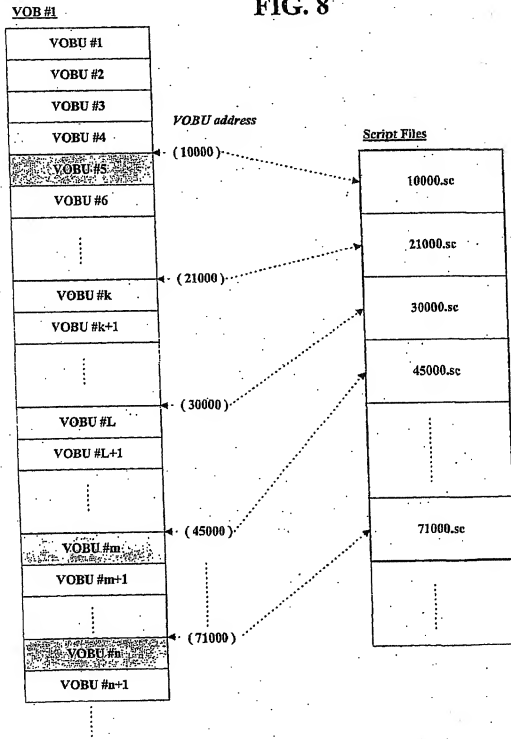 FIG. 8
VOB #1
VOBU #1
VOBU #2
VOBU #3
VOBU #4
VOBU #5
VOBU #6
VOBU #k
VOBU #k+1
VOBU #L
VOBU #L+1
VOBU #m
VOBU #m+1
VOBU #n
VOBU #n+1
VOBU address
(10000)
(21000)
(30000)
(45000)
(71000)
Script Files
10000.sc
21000.sc
30000.sc
45000.sc
71000.sc